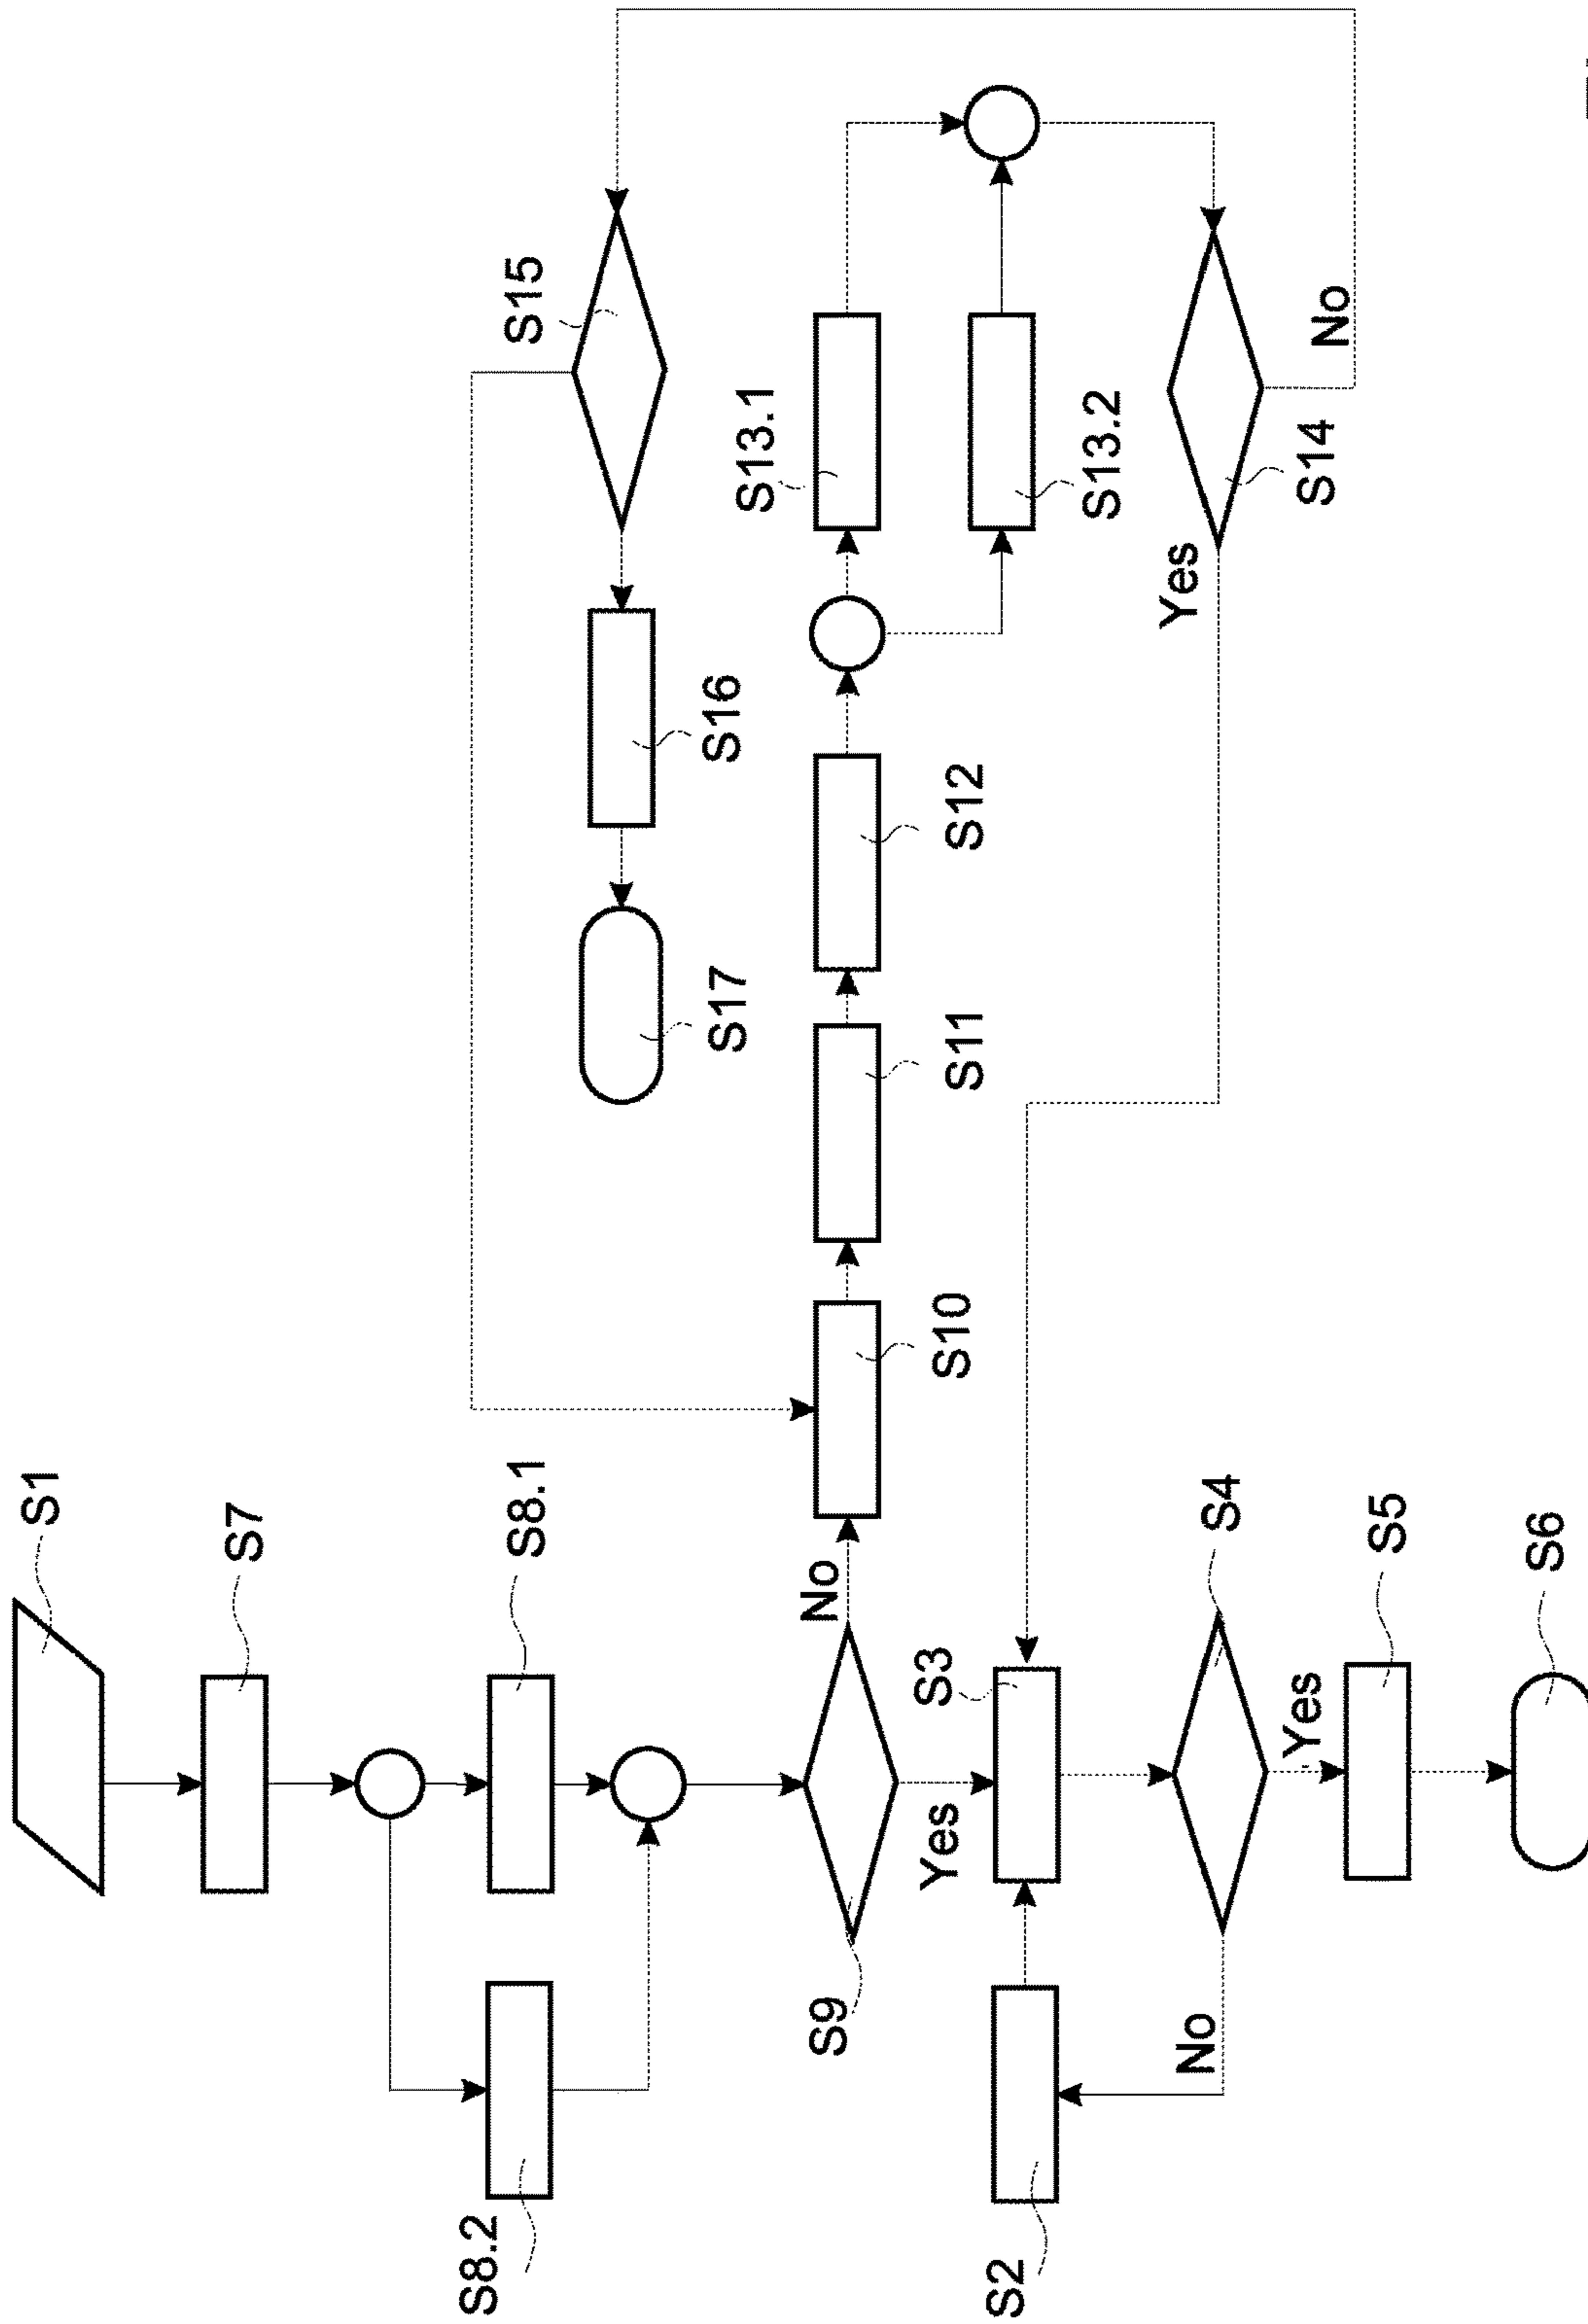 S1
S7
S8.1
S8.2
S9
No
Yes
S10
S11
S12
S13.1
S13.2
S14
Yes
No
S15
S16
S17
S3
S2
S4
No
Yes
S5
S6